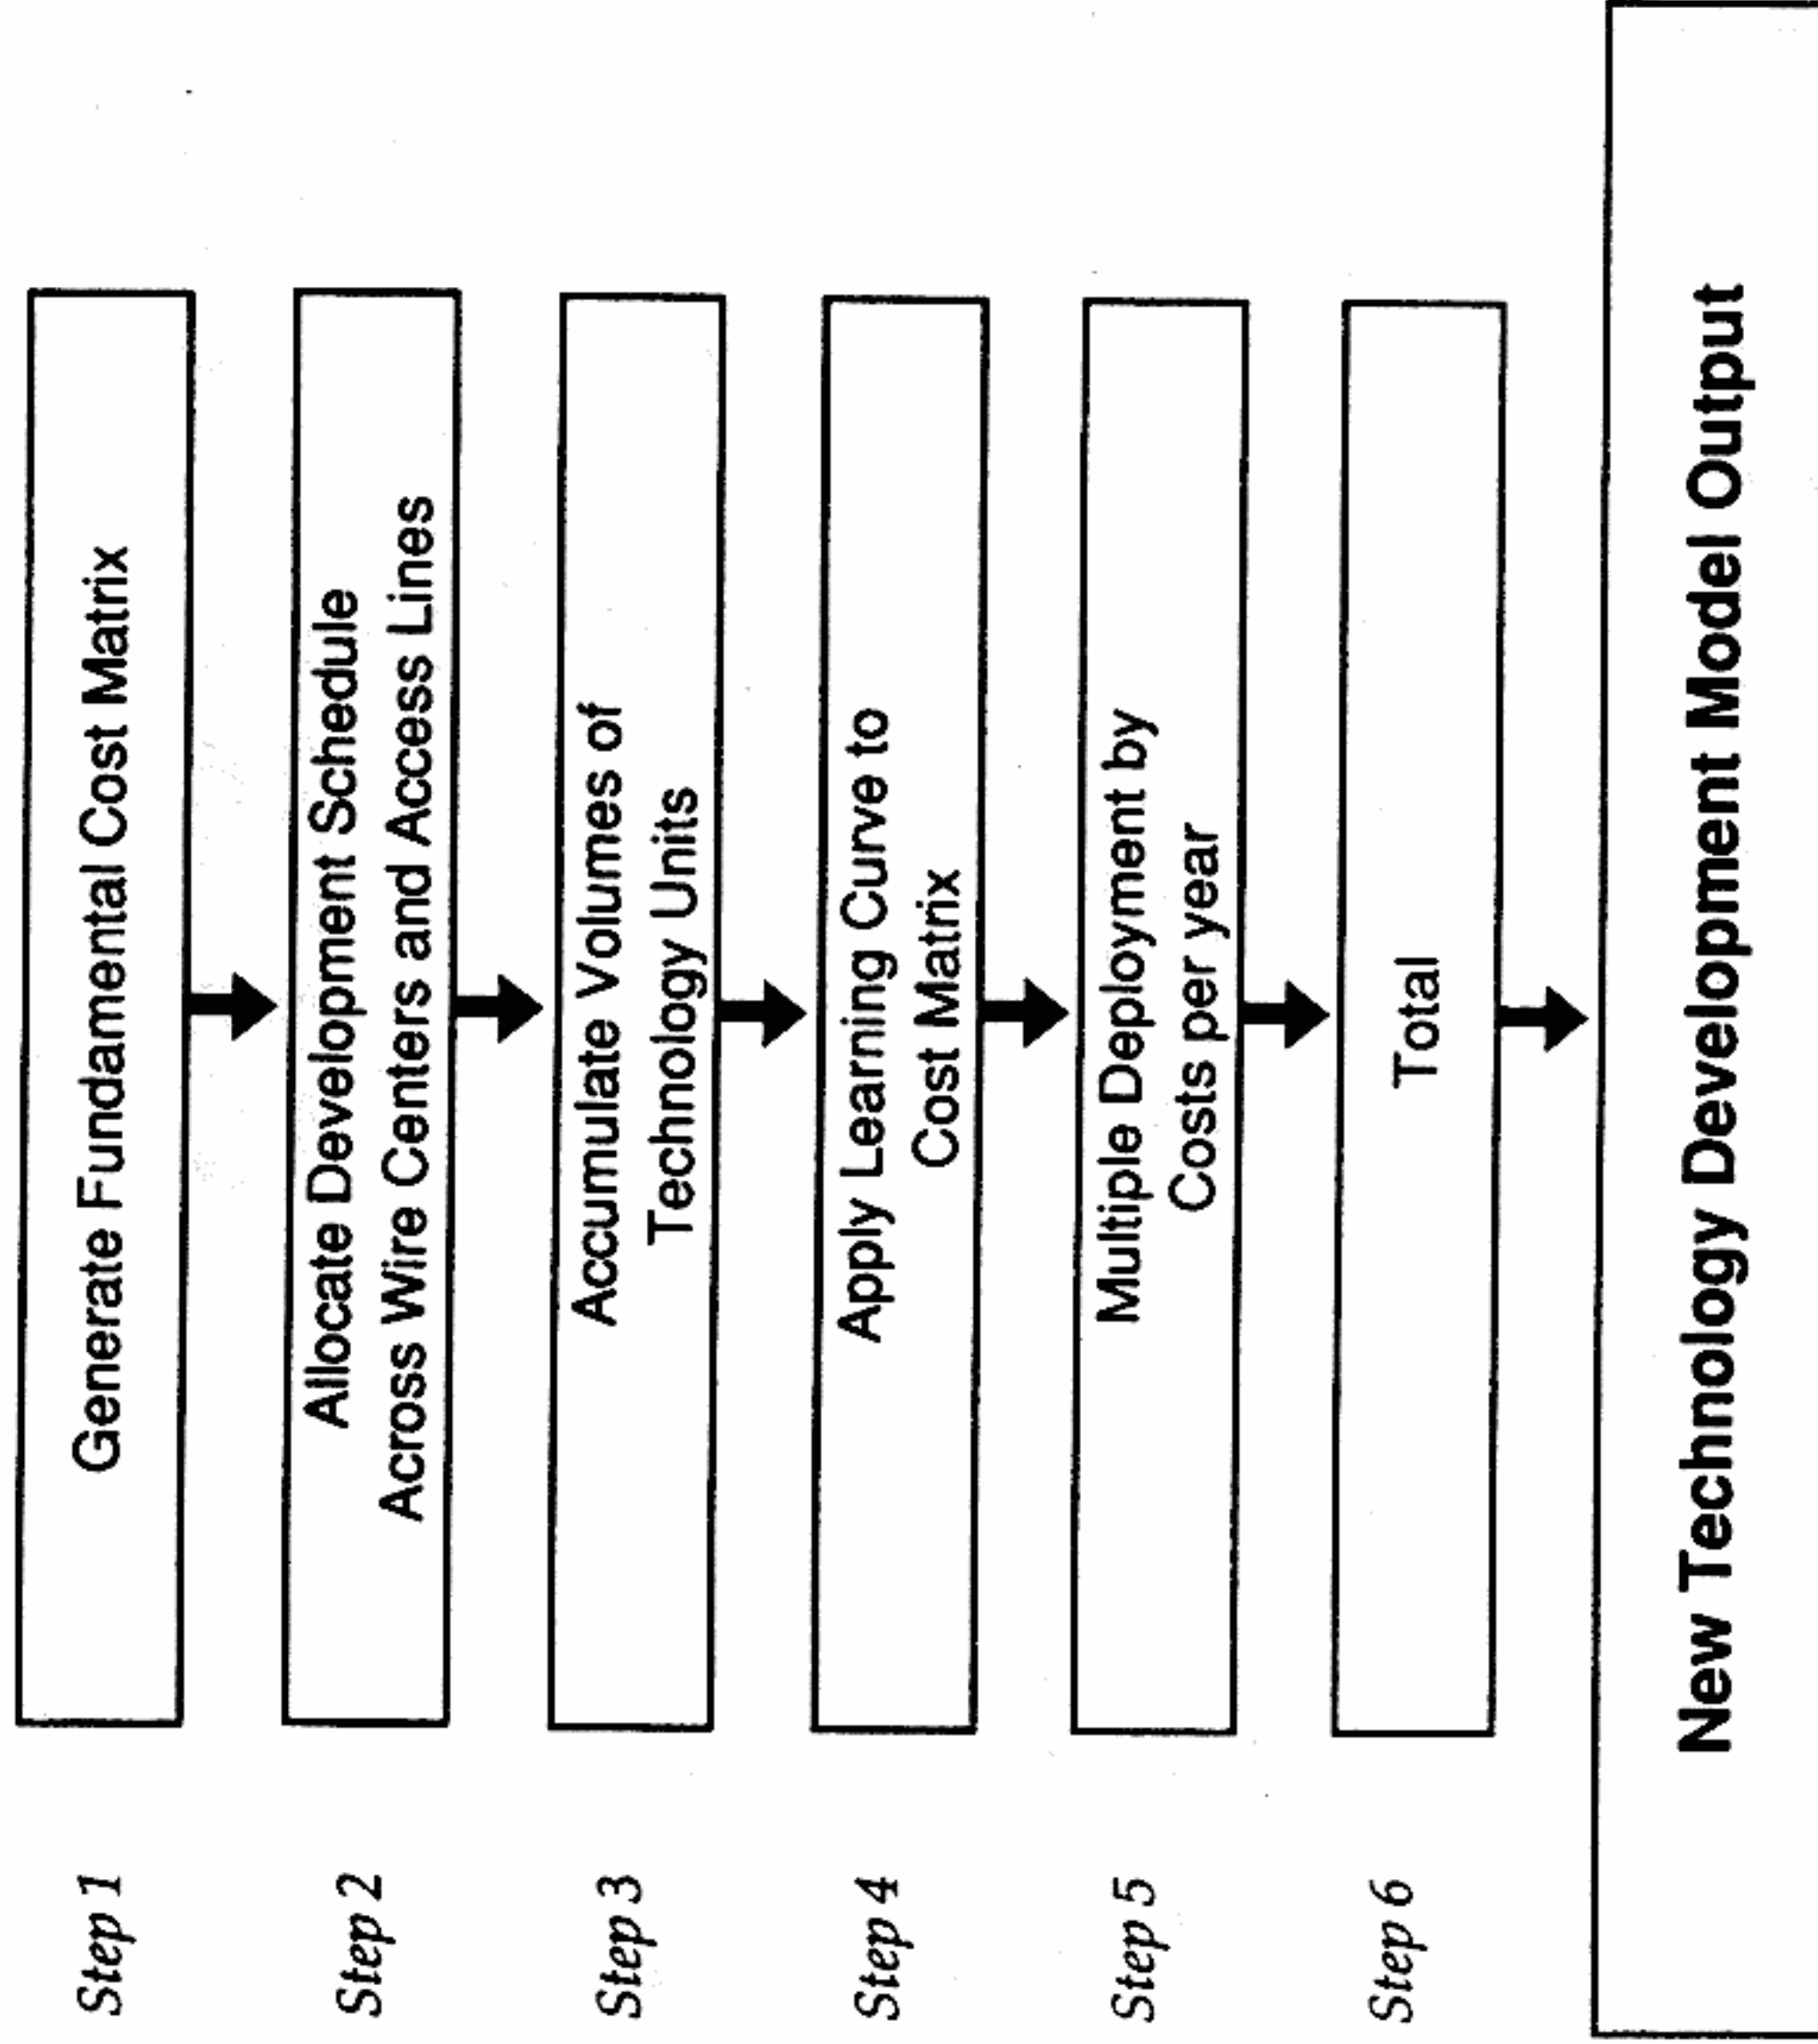 Step 1
Generate Fundamental Cost Matrix
Step 2
Allocate Development Schedule
Across Wire Centers and Access Lines
Step 3
Accumulate Volumes of
Technology Units
Step 4
Apply Learning Curve to
Cost Matrix
Step 5
Multiple Deployment by
Costs per year
Step 6
Total
New Technology Development Model Output